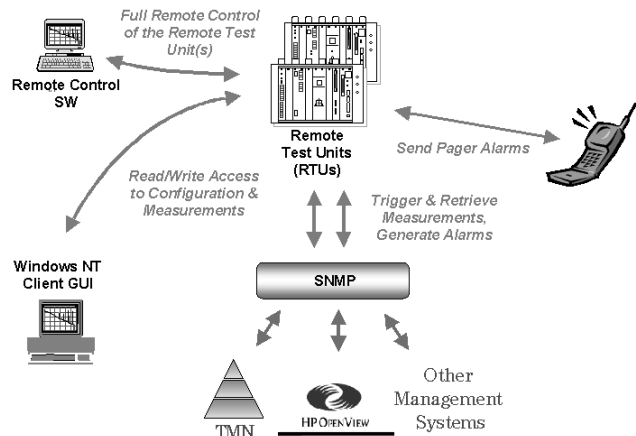 Full Remote Control
of the Remote Test
Unit(s)
Remote Control
SW
Remote
Test Units
(RTUs)
Send Pager Alarms
Read/Write Access
to Configuration &
Measurements
Trigger & Retrieve
Measurements,
Generate Alarms
Windows NT
Client GUI
SNMP
TMN
HP OPENVIEW
Other
Management
Systems